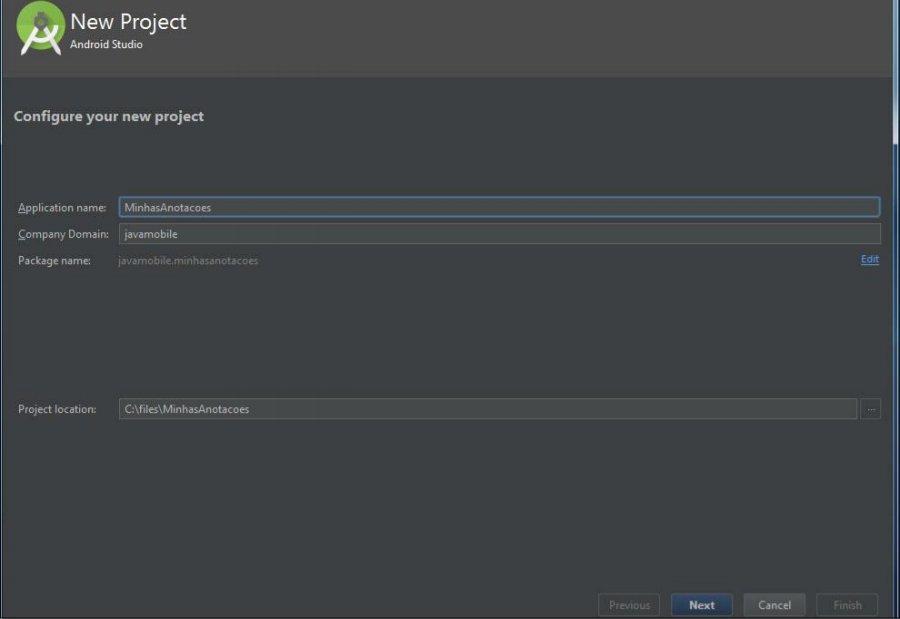 New Project
Android Studio
Configure your new project
Application name: MinhasAnotacoes
Company Domain: javamobile
Package name: javamobile.minhasanotacoes Edit
Project location: C:\files\MinhasAnotacoes ...
Previous Next Cancel Finish